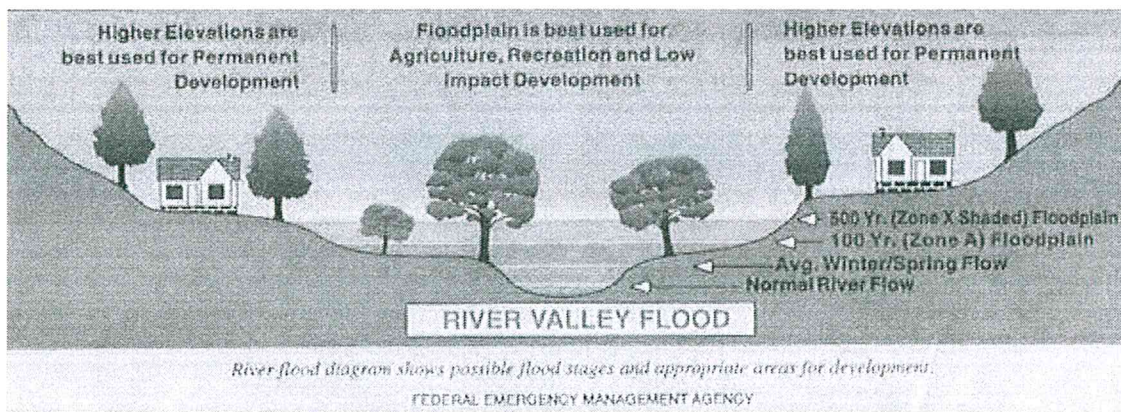 Higher Elevations are
best used for Permanent
Development
Floodplain is best used for
Agriculture, Recreation and Low
Impact Development
Higher Elevations are
best used for Permanent
Development
500 Yr. (Zone X Shaded) Floodplain
100 Yr. (Zone A) Floodplain
Avg. Winter/Spring Flow
Normal River Flow
RIVER VALLEY FLOOD
River flood diagram shows possible flood stages and appropriate areas for development.
FEDERAL EMERGENCY MANAGEMENT AGENCY